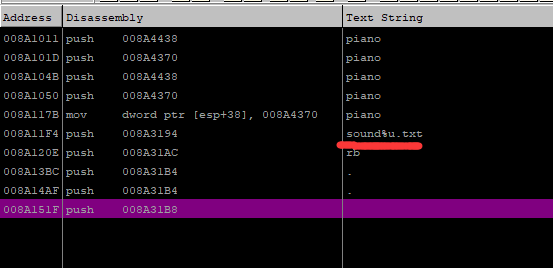 Address Disassembly Text String
008A1011 push 008A4438 piano
008A101D push 008A4370 piano
008A104B push 008A4438 piano
008A1050 push 008A4370 piano
008A117B mov dword ptr [esp+38], 008A4370 piano
008A11F4 push 008A3194 sound%u.txt
008A120E push 008A31AC rb
008A13BC push 008A31B4 .
008A14AF push 008A31B4 .
008A151F push 008A31B8